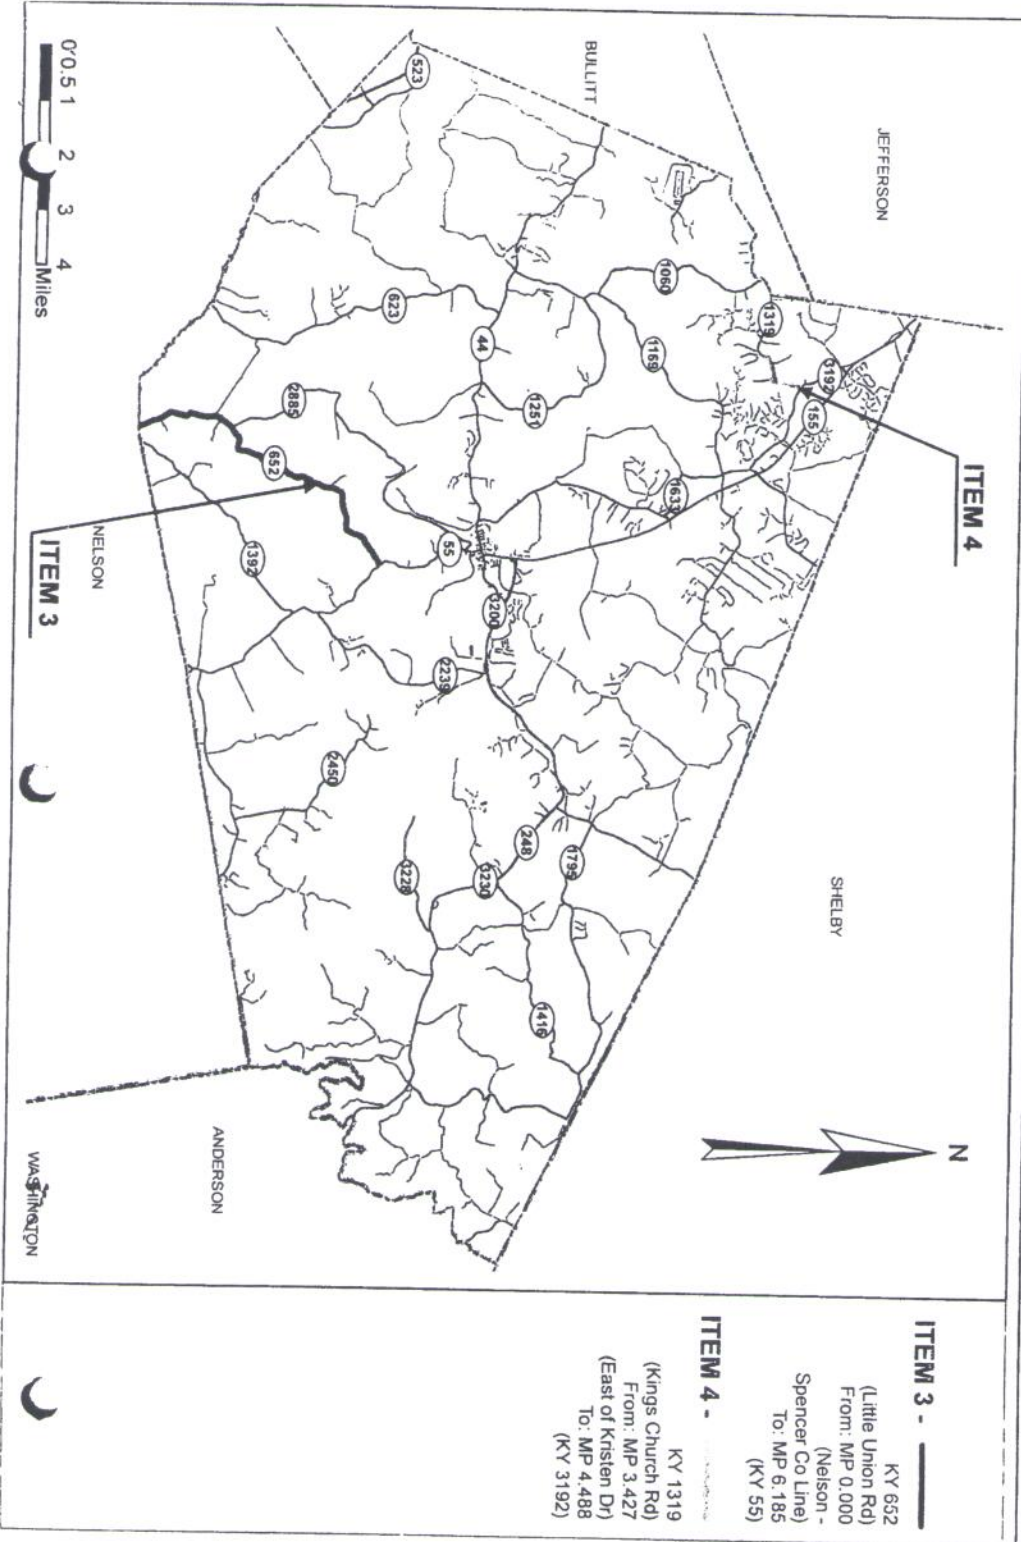 JEFFERSON
BULLITT
SHELBY
NELSON
ANDERSON
WASHINGTON
N
ITEM 4
ITEM 3
523
1060
1319
3192
155
623
44
1169
1251
2885
652
1633
55
1392
3200
2239
2450
248
1795
3228
3230
1416
0 0.5 1 2 3 4
Miles
ITEM 3 -
KY 652
(Little Union Rd)
From: MP 0.000
(Nelson -
Spencer Co Line)
To: MP 6.185
(KY 55)
ITEM 4 -
KY 1319
(Kings Church Rd)
From: MP 3.427
(East of Kristen Dr)
To: MP 4.488
(KY 3192)